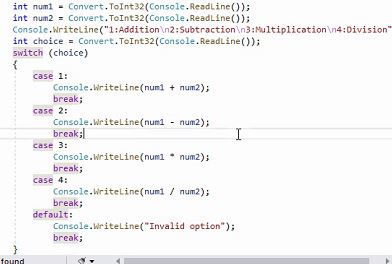 int num1 = Convert.ToInt32(Console.ReadLine());
int num2 = Convert.ToInt32(Console.ReadLine());
Console.WriteLine("1:Addition\n2:Subtraction\n3:Multiplication\n4:Division"
int choice = Convert.ToInt32(Console.ReadLine());
switch (choice)
{
case 1:
Console.WriteLine(num1 + num2);
break;
case 2:
Console.WriteLine(num1 - num2);
break;
case 3:
Console.WriteLine(num1 * num2);
break;
case 4:
Console.WriteLine(num1 / num2);
break;
default:
Console.WriteLine("Invalid option");
break;
}
found